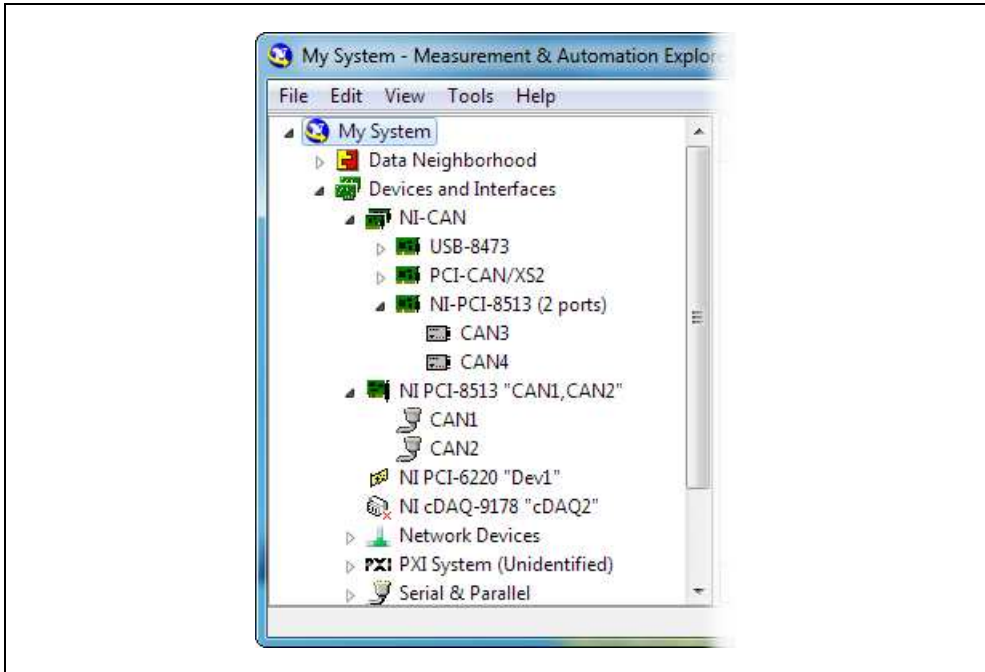 My System - Measurement & Automation Explor
File Edit View Tools Help
My System
Data Neighborhood
Devices and Interfaces
NI-CAN
USB-8473
PCI-CAN/XS2
NI-PCI-8513 (2 ports)
CAN3
CAN4
NI PCI-8513 "CAN1,CAN2"
CAN1
CAN2
NI PCI-6220 "Dev1"
NI cDAQ-9178 "cDAQ2"
Network Devices
PXI PXI System (Unidentified)
Serial & Parallel